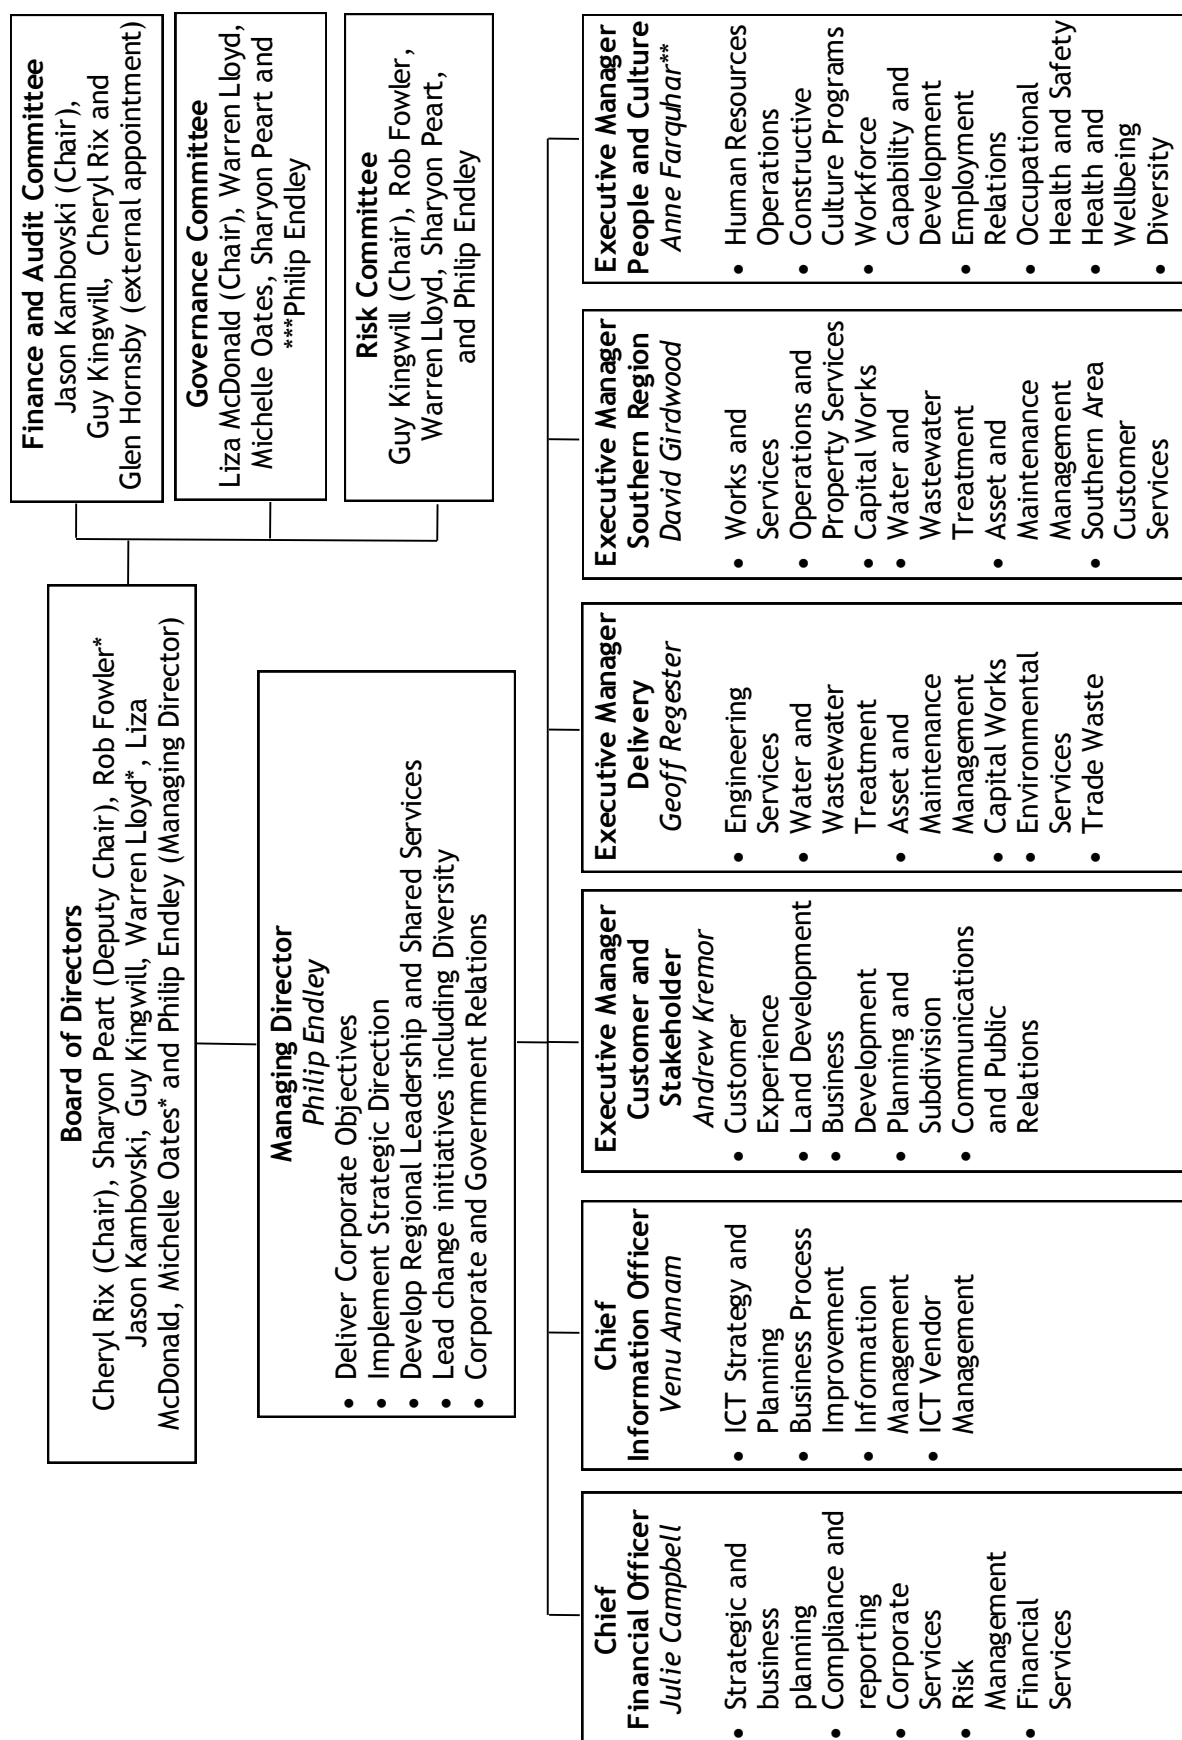 Board of Directors
Cheryl Rix (Chair), Sharyon Peart (Deputy Chair), Rob Fowler*
Jason Kambovski, Guy Kingwill, Warren Lloyd*, Liza
McDonald, Michelle Oates* and Philip Endley (Managing Director)
Finance and Audit Committee
Jason Kambovski (Chair),
Guy Kingwill, Cheryl Rix and
Glen Hornsby (external appointment)
Governance Committee
Liza McDonald (Chair), Warren Lloyd,
Michelle Oates, Sharyon Peart and
***Philip Endley
Risk Committee
Guy Kingwill (Chair), Rob Fowler,
Warren Lloyd, Sharyon Peart,
and Philip Endley
Managing Director
Philip Endley
• Deliver Corporate Objectives
• Implement Strategic Direction
• Develop Regional Leadership and Shared Services
• Lead change initiatives including Diversity
• Corporate and Government Relations
Chief
Financial Officer
Julie Campbell
• Strategic and
business
planning
• Compliance and
reporting
• Corporate
Services
• Risk
Management
• Financial
Services
Chief
Information Officer
Venu Annam
• ICT Strategy and
Planning
• Business Process
Improvement
• Information
Management
• ICT Vendor
Management
Executive Manager
Customer and
Stakeholder
Andrew Kremor
• Customer
Experience
• Land Development
• Business
Development
• Planning and
Subdivision
• Communications
and Public
Relations
Executive Manager
Delivery
Geoff Regester
• Engineering
Services
• Water and
Wastewater
Treatment
• Asset and
Maintenance
Management
• Capital Works
• Environmental
Services
• Trade Waste
Executive Manager
Southern Region
David Girdwood
• Works and
Services
• Operations and
Property Services
• Capital Works
• Water and
Wastewater
Treatment
• Asset and
Maintenance
Management
• Southern Area
Customer
Services
Executive Manager
People and Culture
Anne Farquhar**
• Human Resources
Operations
• Constructive
Culture Programs
• Workforce
Capability and
Development
• Employment
Relations
• Occupational
Health and Safety
• Health and
Wellbeing
• Diversity